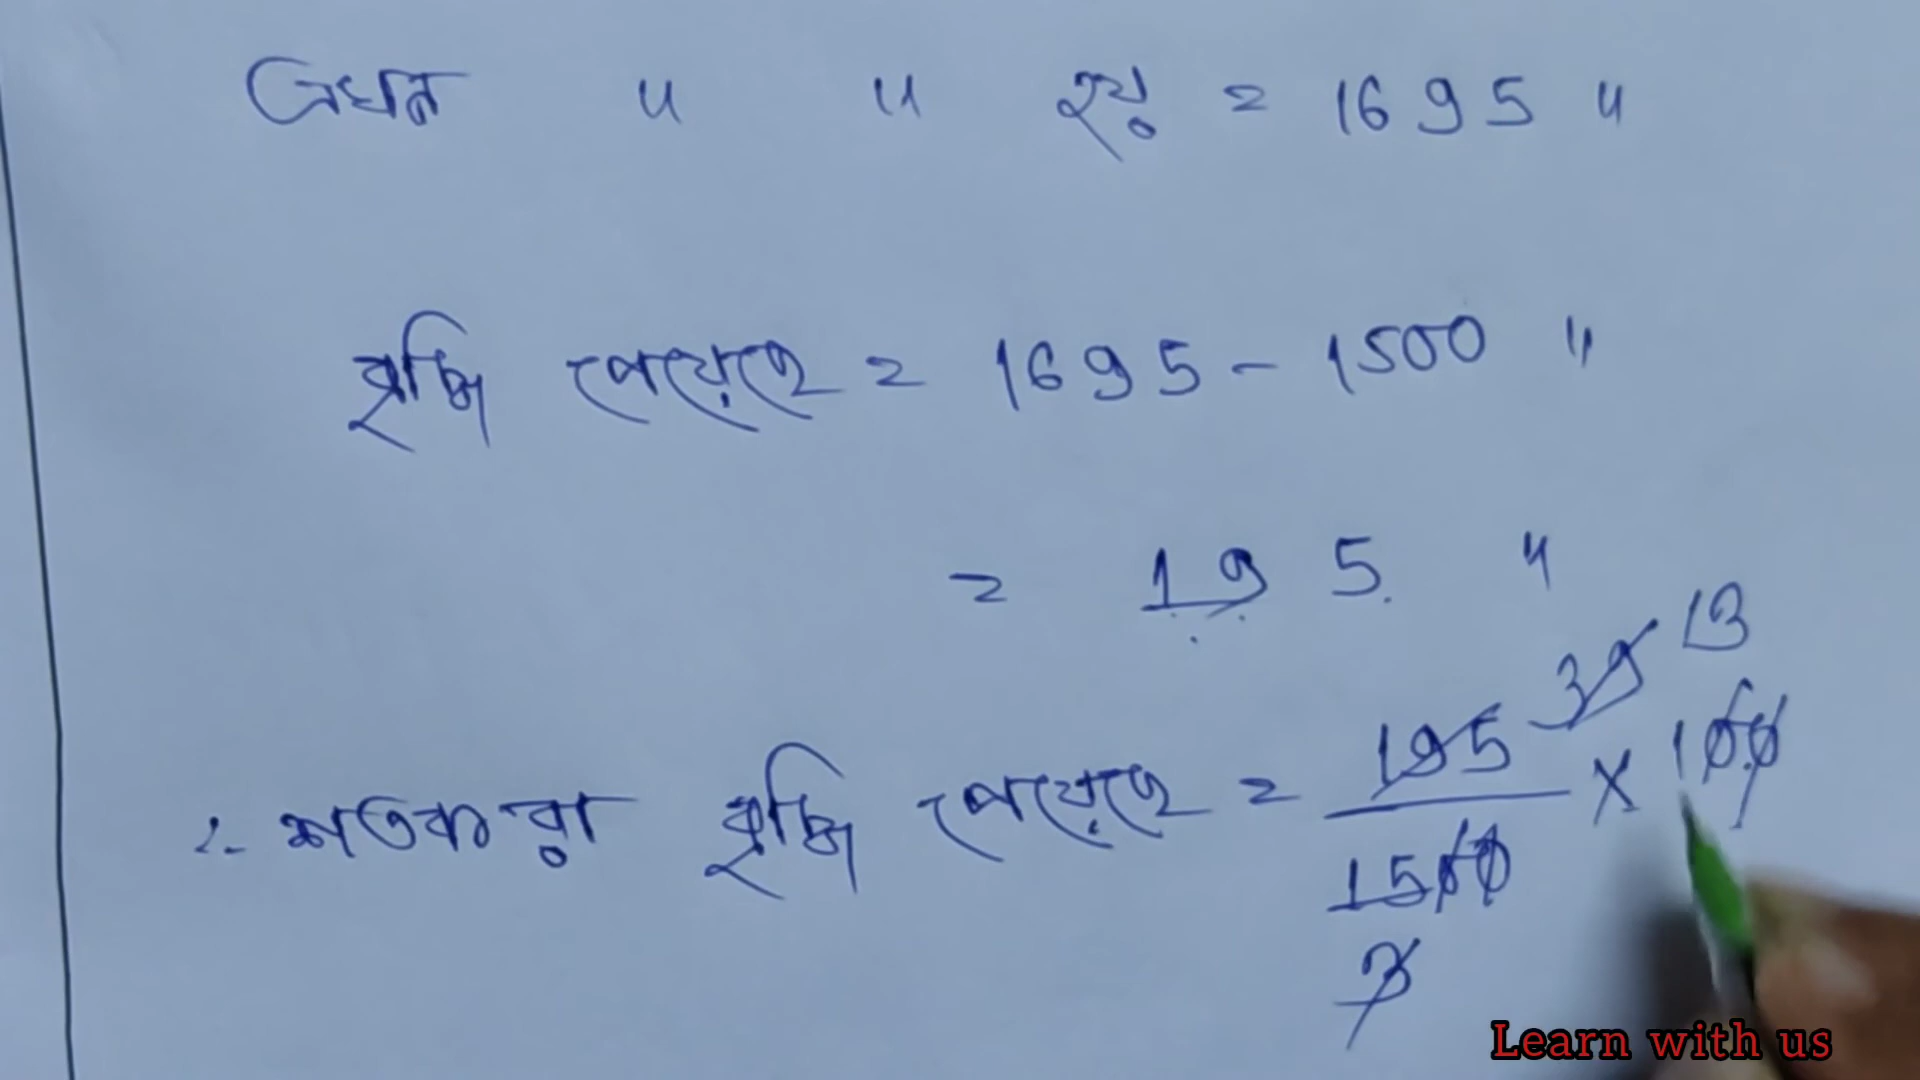 এখন " " হয় = 1695 "
বৃদ্ধি পেয়েছে = 1695 - 1500 "
= 195 "
39 13
∴ শতকরা বৃদ্ধি পেয়েছে = 195/1500 × 100
3
Learn with us